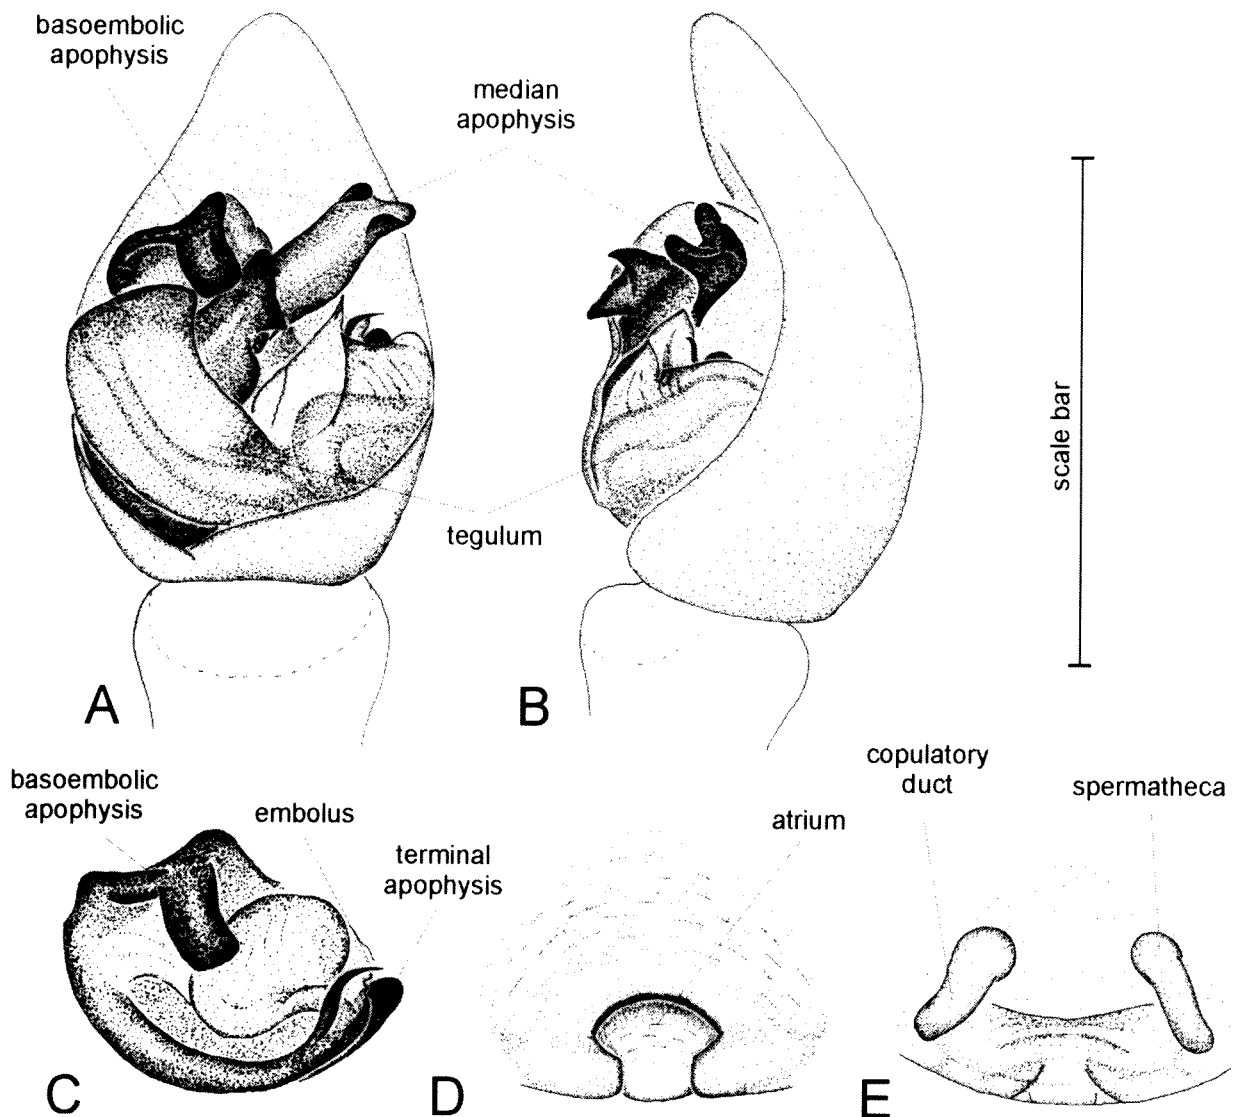 basoembolic
apophysis
median
apophysis
scale bar
tegulum
A
B
copulatory
duct
spermatheca
basoembolic
apophysis
embolus
terminal
apophysis
atrium
C
D
E